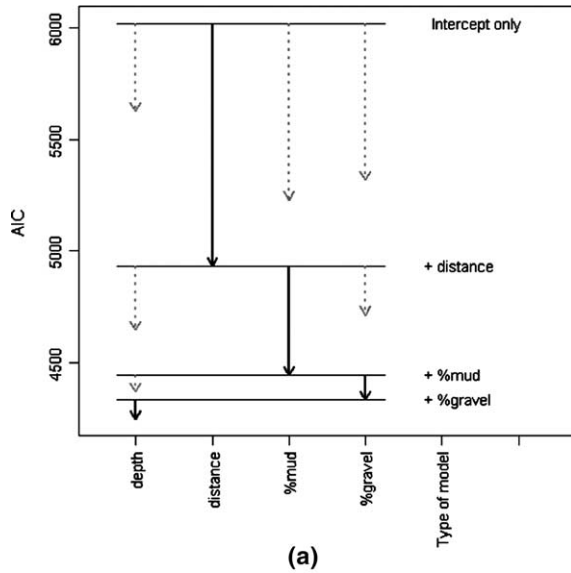 6000
5500
5000
4500
AIC
Intercept only
+ distance
+ %mud
+ %gravel
depth
distance
%mud
%gravel
Type of model
(a)